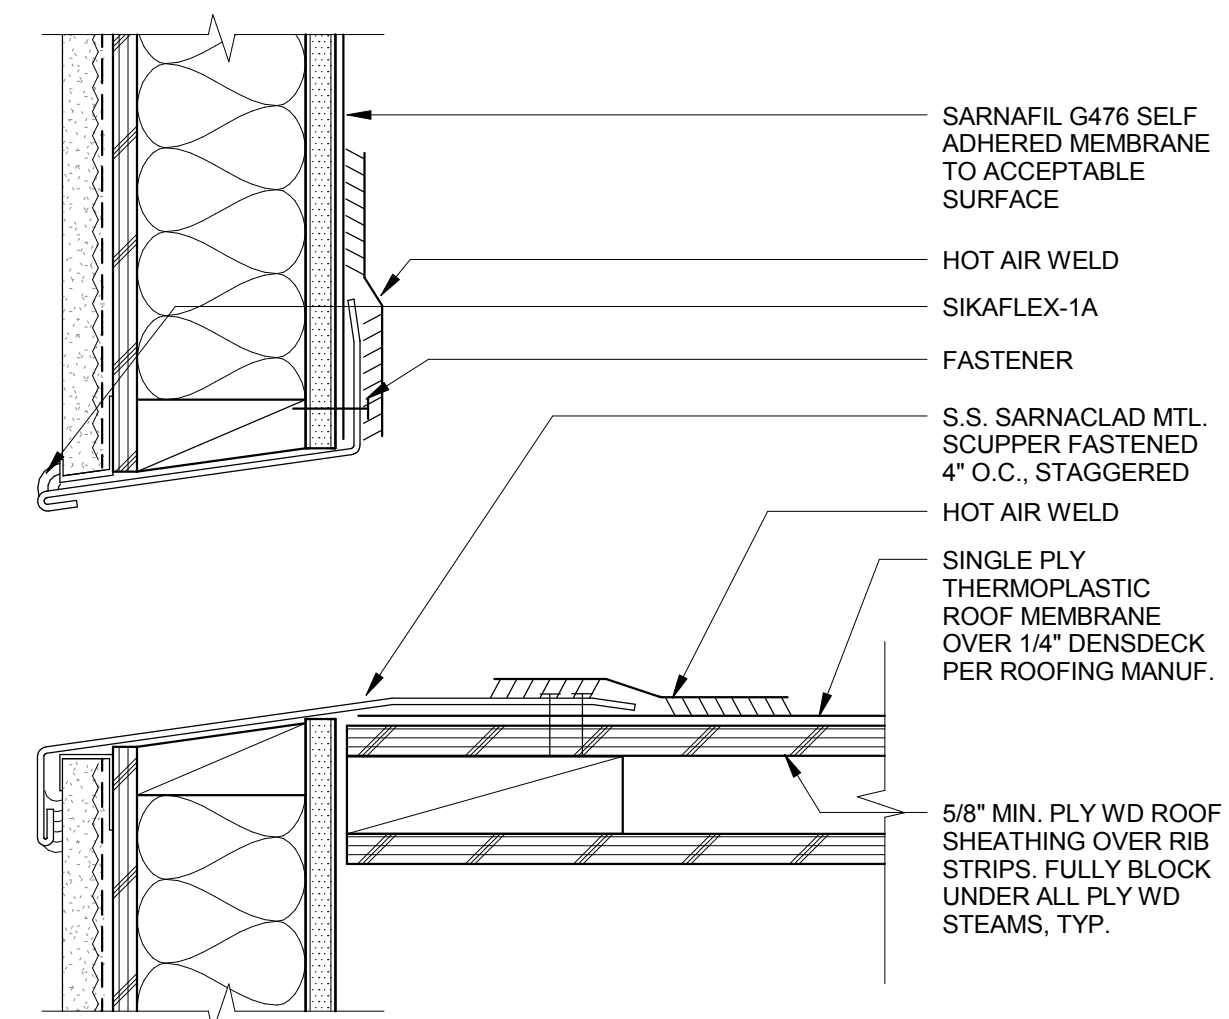 SARNAFIL G476 SELF
ADHERED MEMBRANE
TO ACCEPTABLE
SURFACE
HOT AIR WELD
SIKAFLEX-1A
FASTENER
S.S. SARNACLAD MTL.
SCUPPER FASTENED
4" O.C., STAGGERED
HOT AIR WELD
SINGLE PLY
THERMOPLASTIC
ROOF MEMBRANE
OVER 1/4" DENSDECK
PER ROOFING MANUF.
5/8" MIN. PLY WD ROOF
SHEATHING OVER RIB
STRIPS. FULLY BLOCK
UNDER ALL PLY WD
STEAMS, TYP.